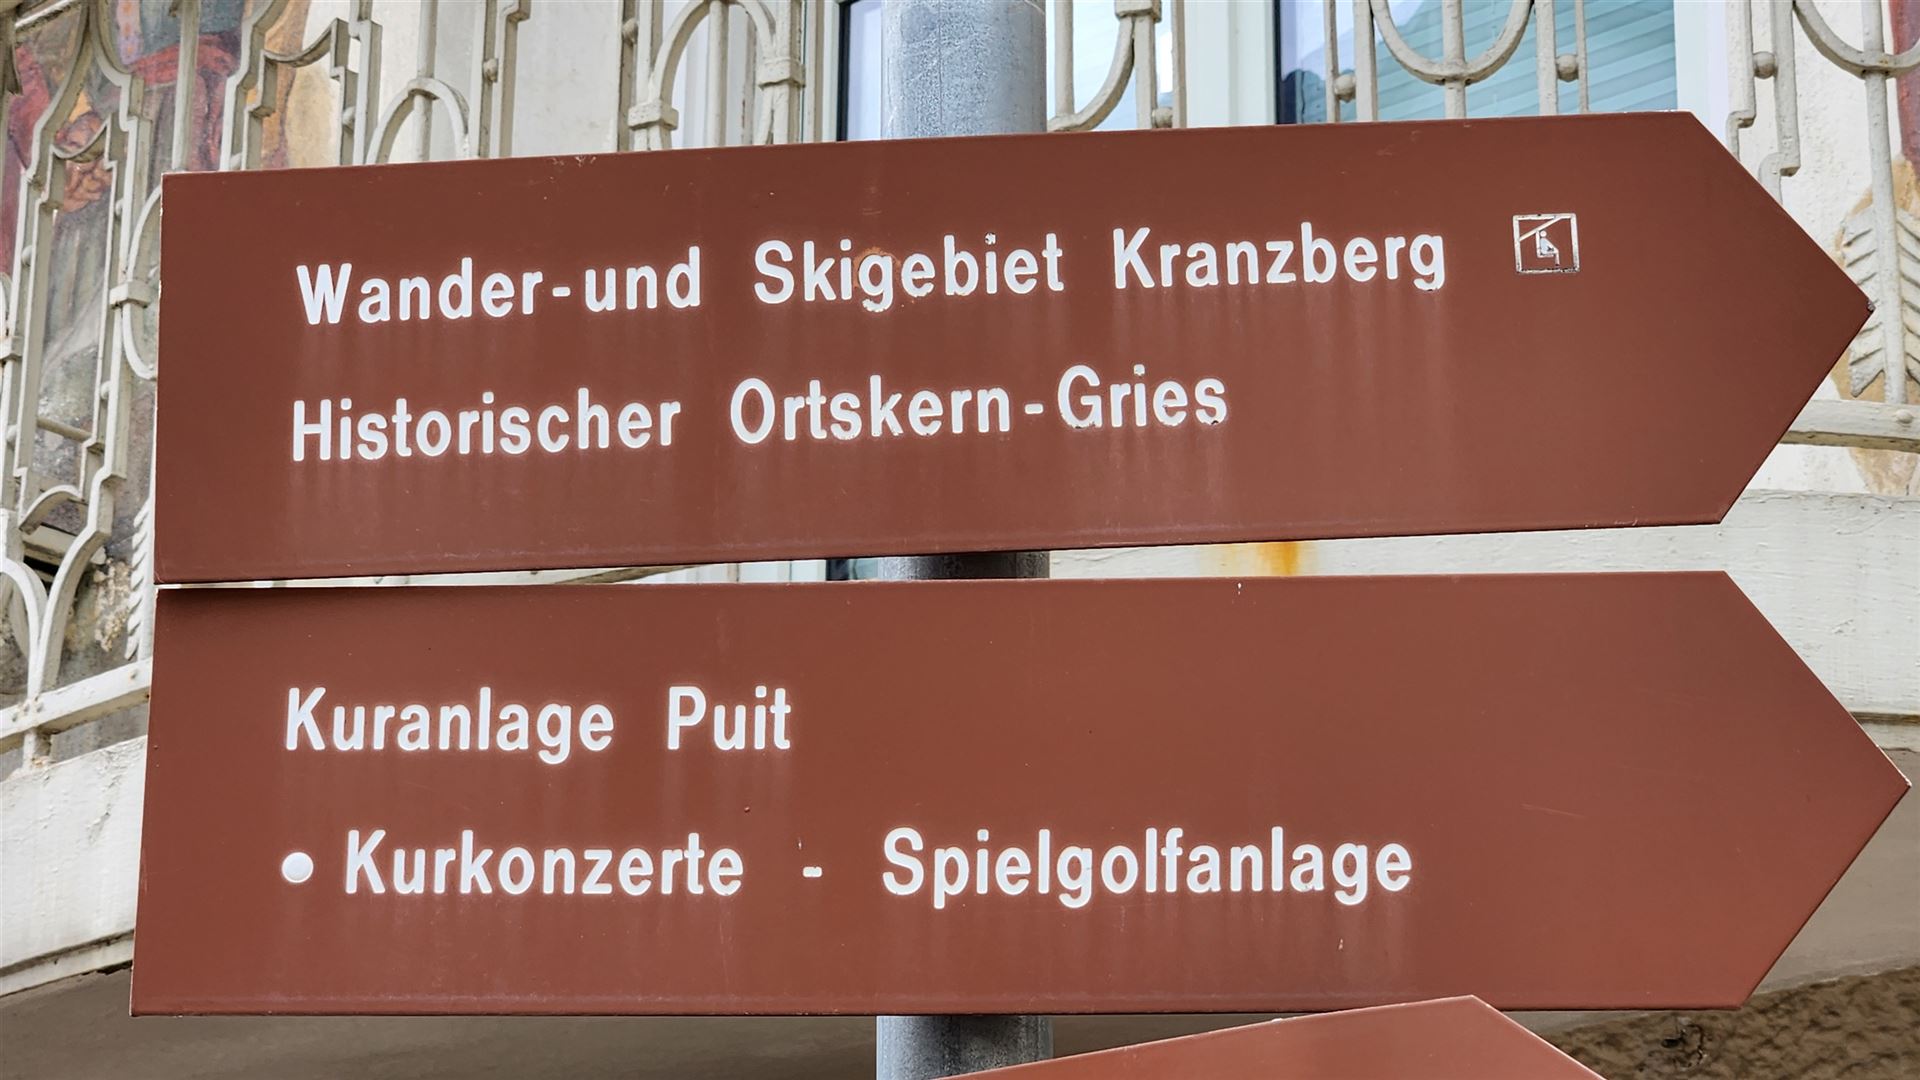 Wander-und Skigebiet Kranzberg
Historischer Ortskern-Gries
Kuranlage Puit
• Kurkonzerte - Spielgolfanlage